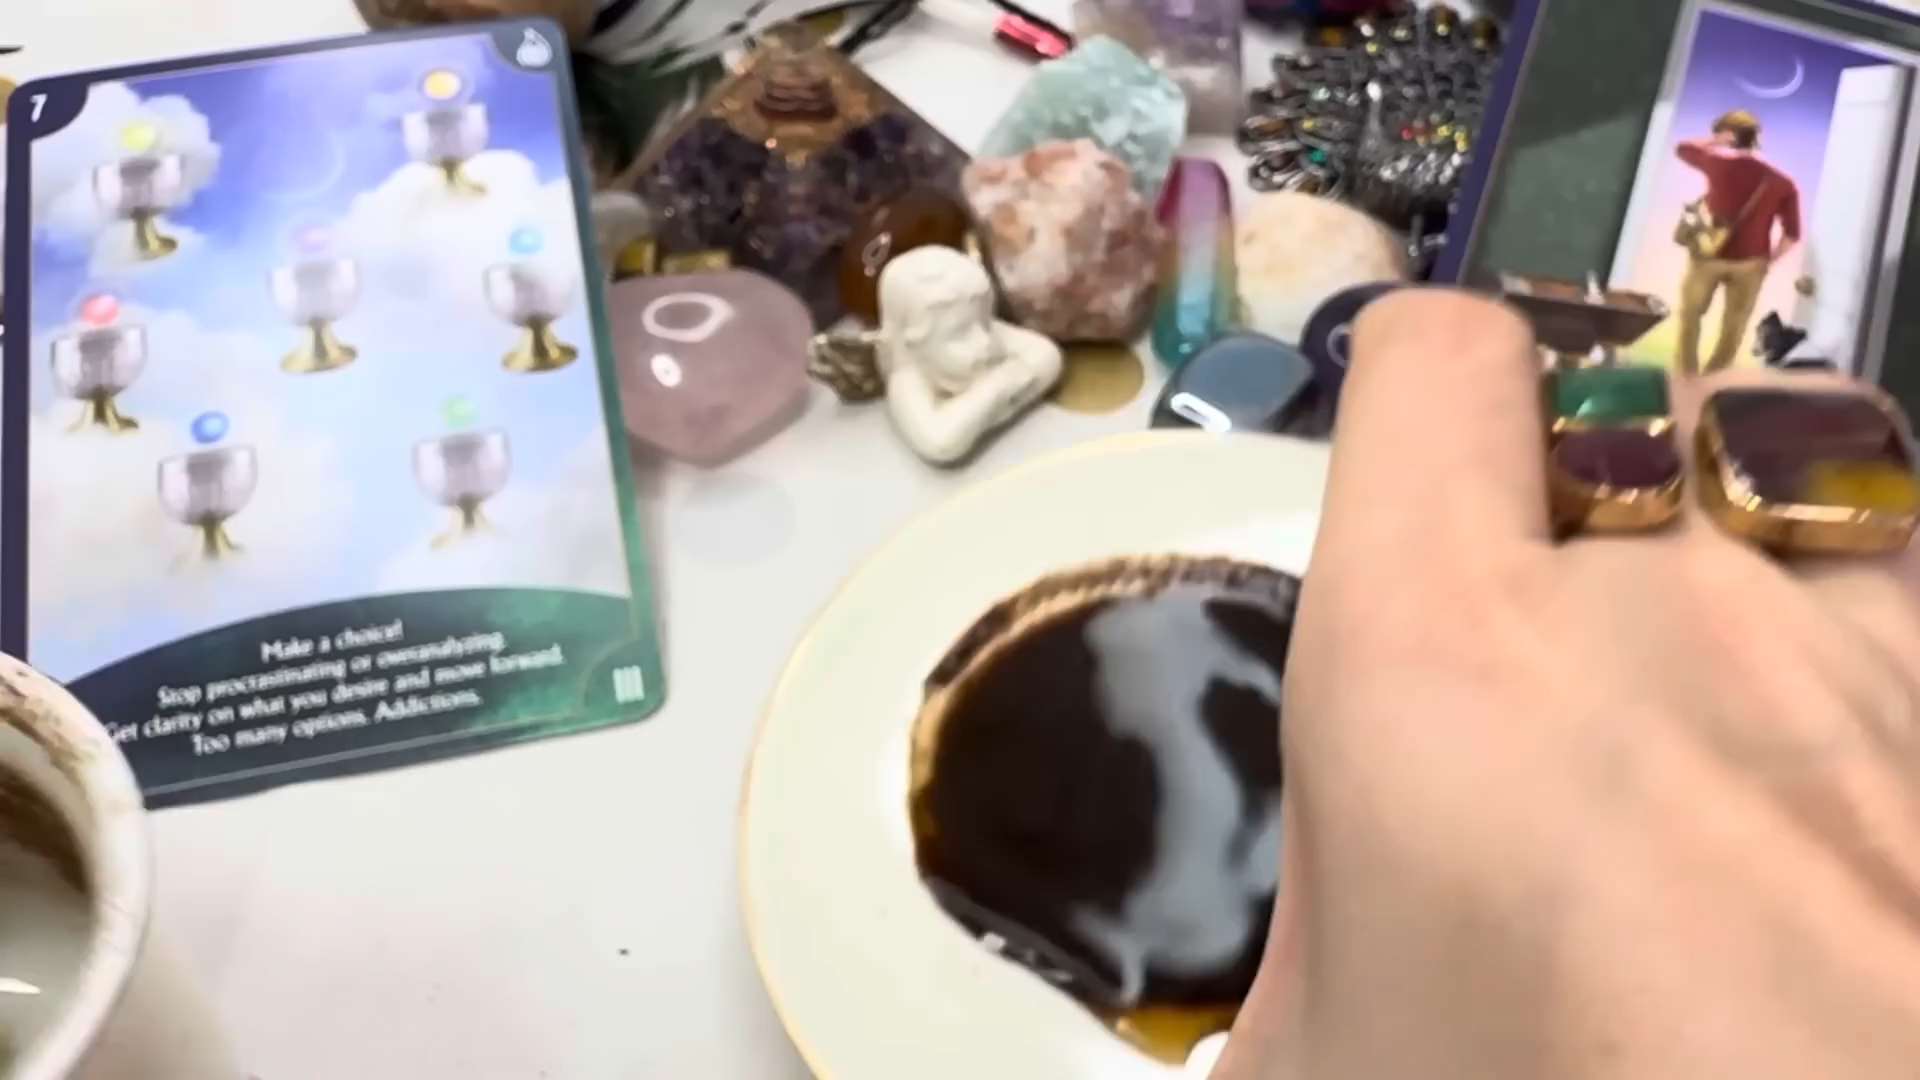 7
Make a choice!
Stop procrastinating or overanalyzing.
Get clarity on what you desire and move forward.
Too many options. Addictions.